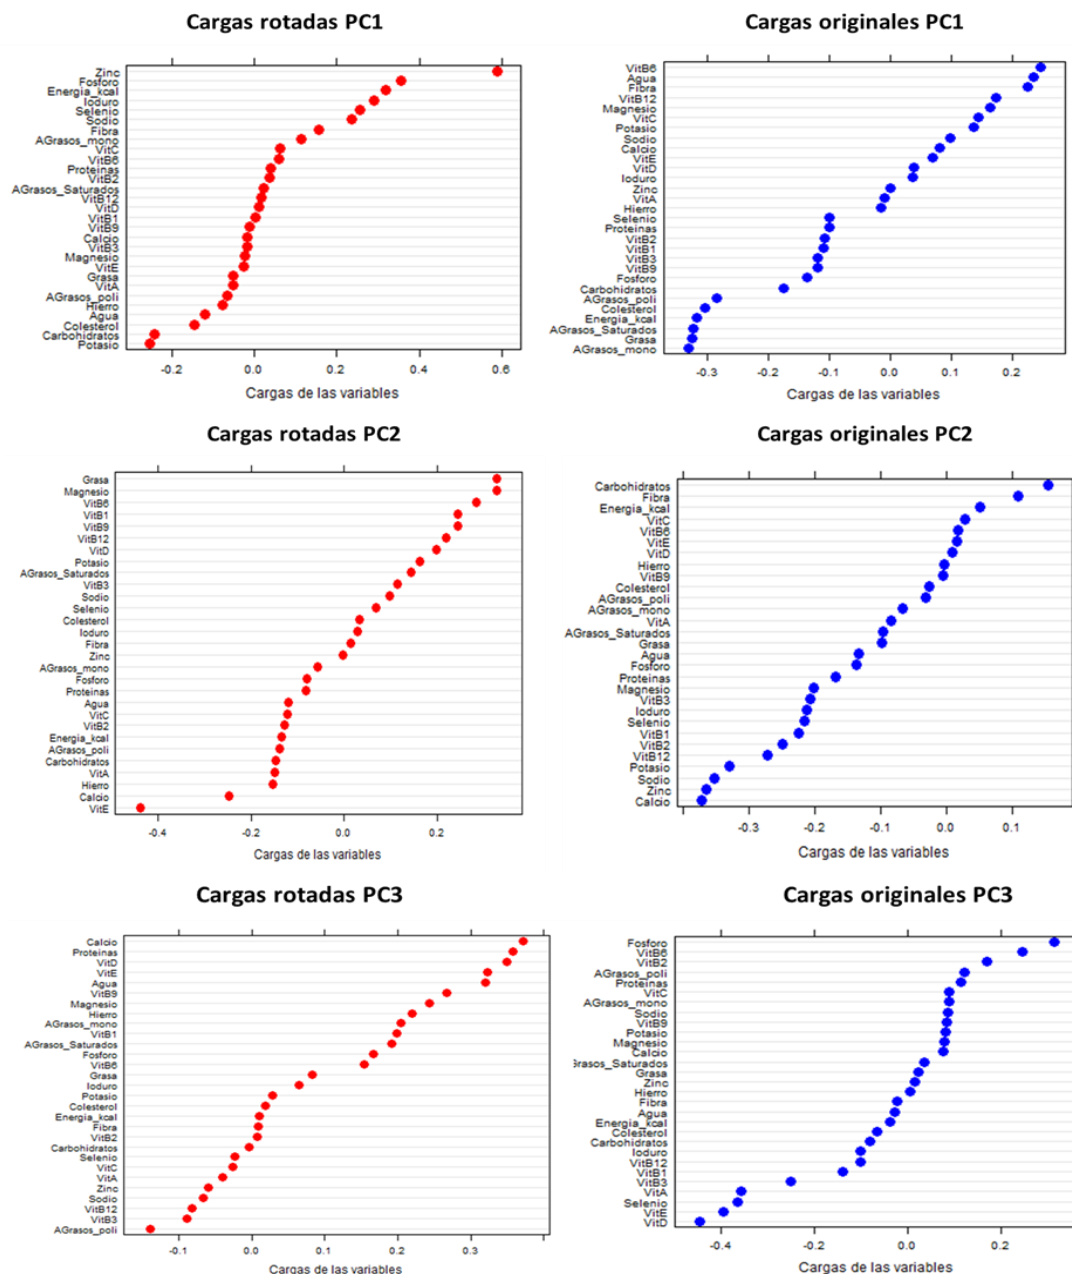 Cargas rotadas PC1
Zinc
Fosforo
Energia_kcal
Ioduro
Selenio
Sodio
Fibra
AGrasos_mono
VitC
VitB6
Proteinas
VitB2
AGrasos_Saturados
VitB12
VitD
VitB1
VitB9
Calcio
VitB3
Magnesio
VitE
Grasa
VitA
AGrasos_poli
Hierro
Agua
Colesterol
Carbohidratos
Potasio
-0.2 0.0 0.2 0.4 0.6
Cargas de las variables
Cargas originales PC1
VitB6
Agua
Fibra
VitB12
Magnesio
VitC
Potasio
Sodio
Calcio
VitE
VitD
Ioduro
Zinc
VitA
Hierro
Selenio
Proteinas
VitB2
VitB1
VitB3
VitB9
Fosforo
Carbohidratos
AGrasos_poli
Colesterol
Energia_kcal
AGrasos_Saturados
Grasa
AGrasos_mono
-0.3 -0.2 -0.1 0.0 0.1 0.2
Cargas de las variables
Cargas rotadas PC2
Grasa
Magnesio
VitB6
VitB1
VitB9
VitB12
VitD
Potasio
AGrasos_Saturados
VitB3
Sodio
Selenio
Colesterol
Ioduro
Fibra
Zinc
AGrasos_mono
Fosforo
Proteinas
Agua
VitC
VitB2
Energia_kcal
AGrasos_poli
Carbohidratos
VitA
Hierro
Calcio
VitE
-0.4 -0.2 0.0 0.2
Cargas de las variables
Cargas originales PC2
Carbohidratos
Fibra
Energia_kcal
VitC
VitB6
VitE
VitD
Hierro
VitB9
Colesterol
AGrasos_poli
AGrasos_mono
VitA
AGrasos_Saturados
Grasa
Agua
Fosforo
Proteinas
Magnesio
VitB3
Ioduro
Selenio
VitB1
VitB2
VitB12
Potasio
Sodio
Zinc
Calcio
-0.3 -0.2 -0.1 0.0 0.1
Cargas de las variables
Cargas rotadas PC3
Calcio
Proteinas
VitD
VitE
Agua
VitB9
Magnesio
Hierro
AGrasos_mono
VitB1
AGrasos_Saturados
Fosforo
VitB6
Grasa
Ioduro
Potasio
Colesterol
Energia_kcal
Fibra
VitB2
Carbohidratos
Selenio
VitC
VitA
Zinc
Sodio
VitB12
VitB3
AGrasos_poli
-0.1 0.0 0.1 0.2 0.3
Cargas de las variables
Cargas originales PC3
Fosforo
VitB6
VitB2
AGrasos_poli
Proteinas
VitC
AGrasos_mono
Sodio
VitB9
Potasio
Magnesio
Calcio
Grasos_Saturados
Grasa
Zinc
Hierro
Fibra
Agua
Energia_kcal
Colesterol
Carbohidratos
Ioduro
VitB12
VitB1
VitB3
VitA
Selenio
VitE
VitD
-0.4 -0.2 0.0 0.2
Cargas de las variables